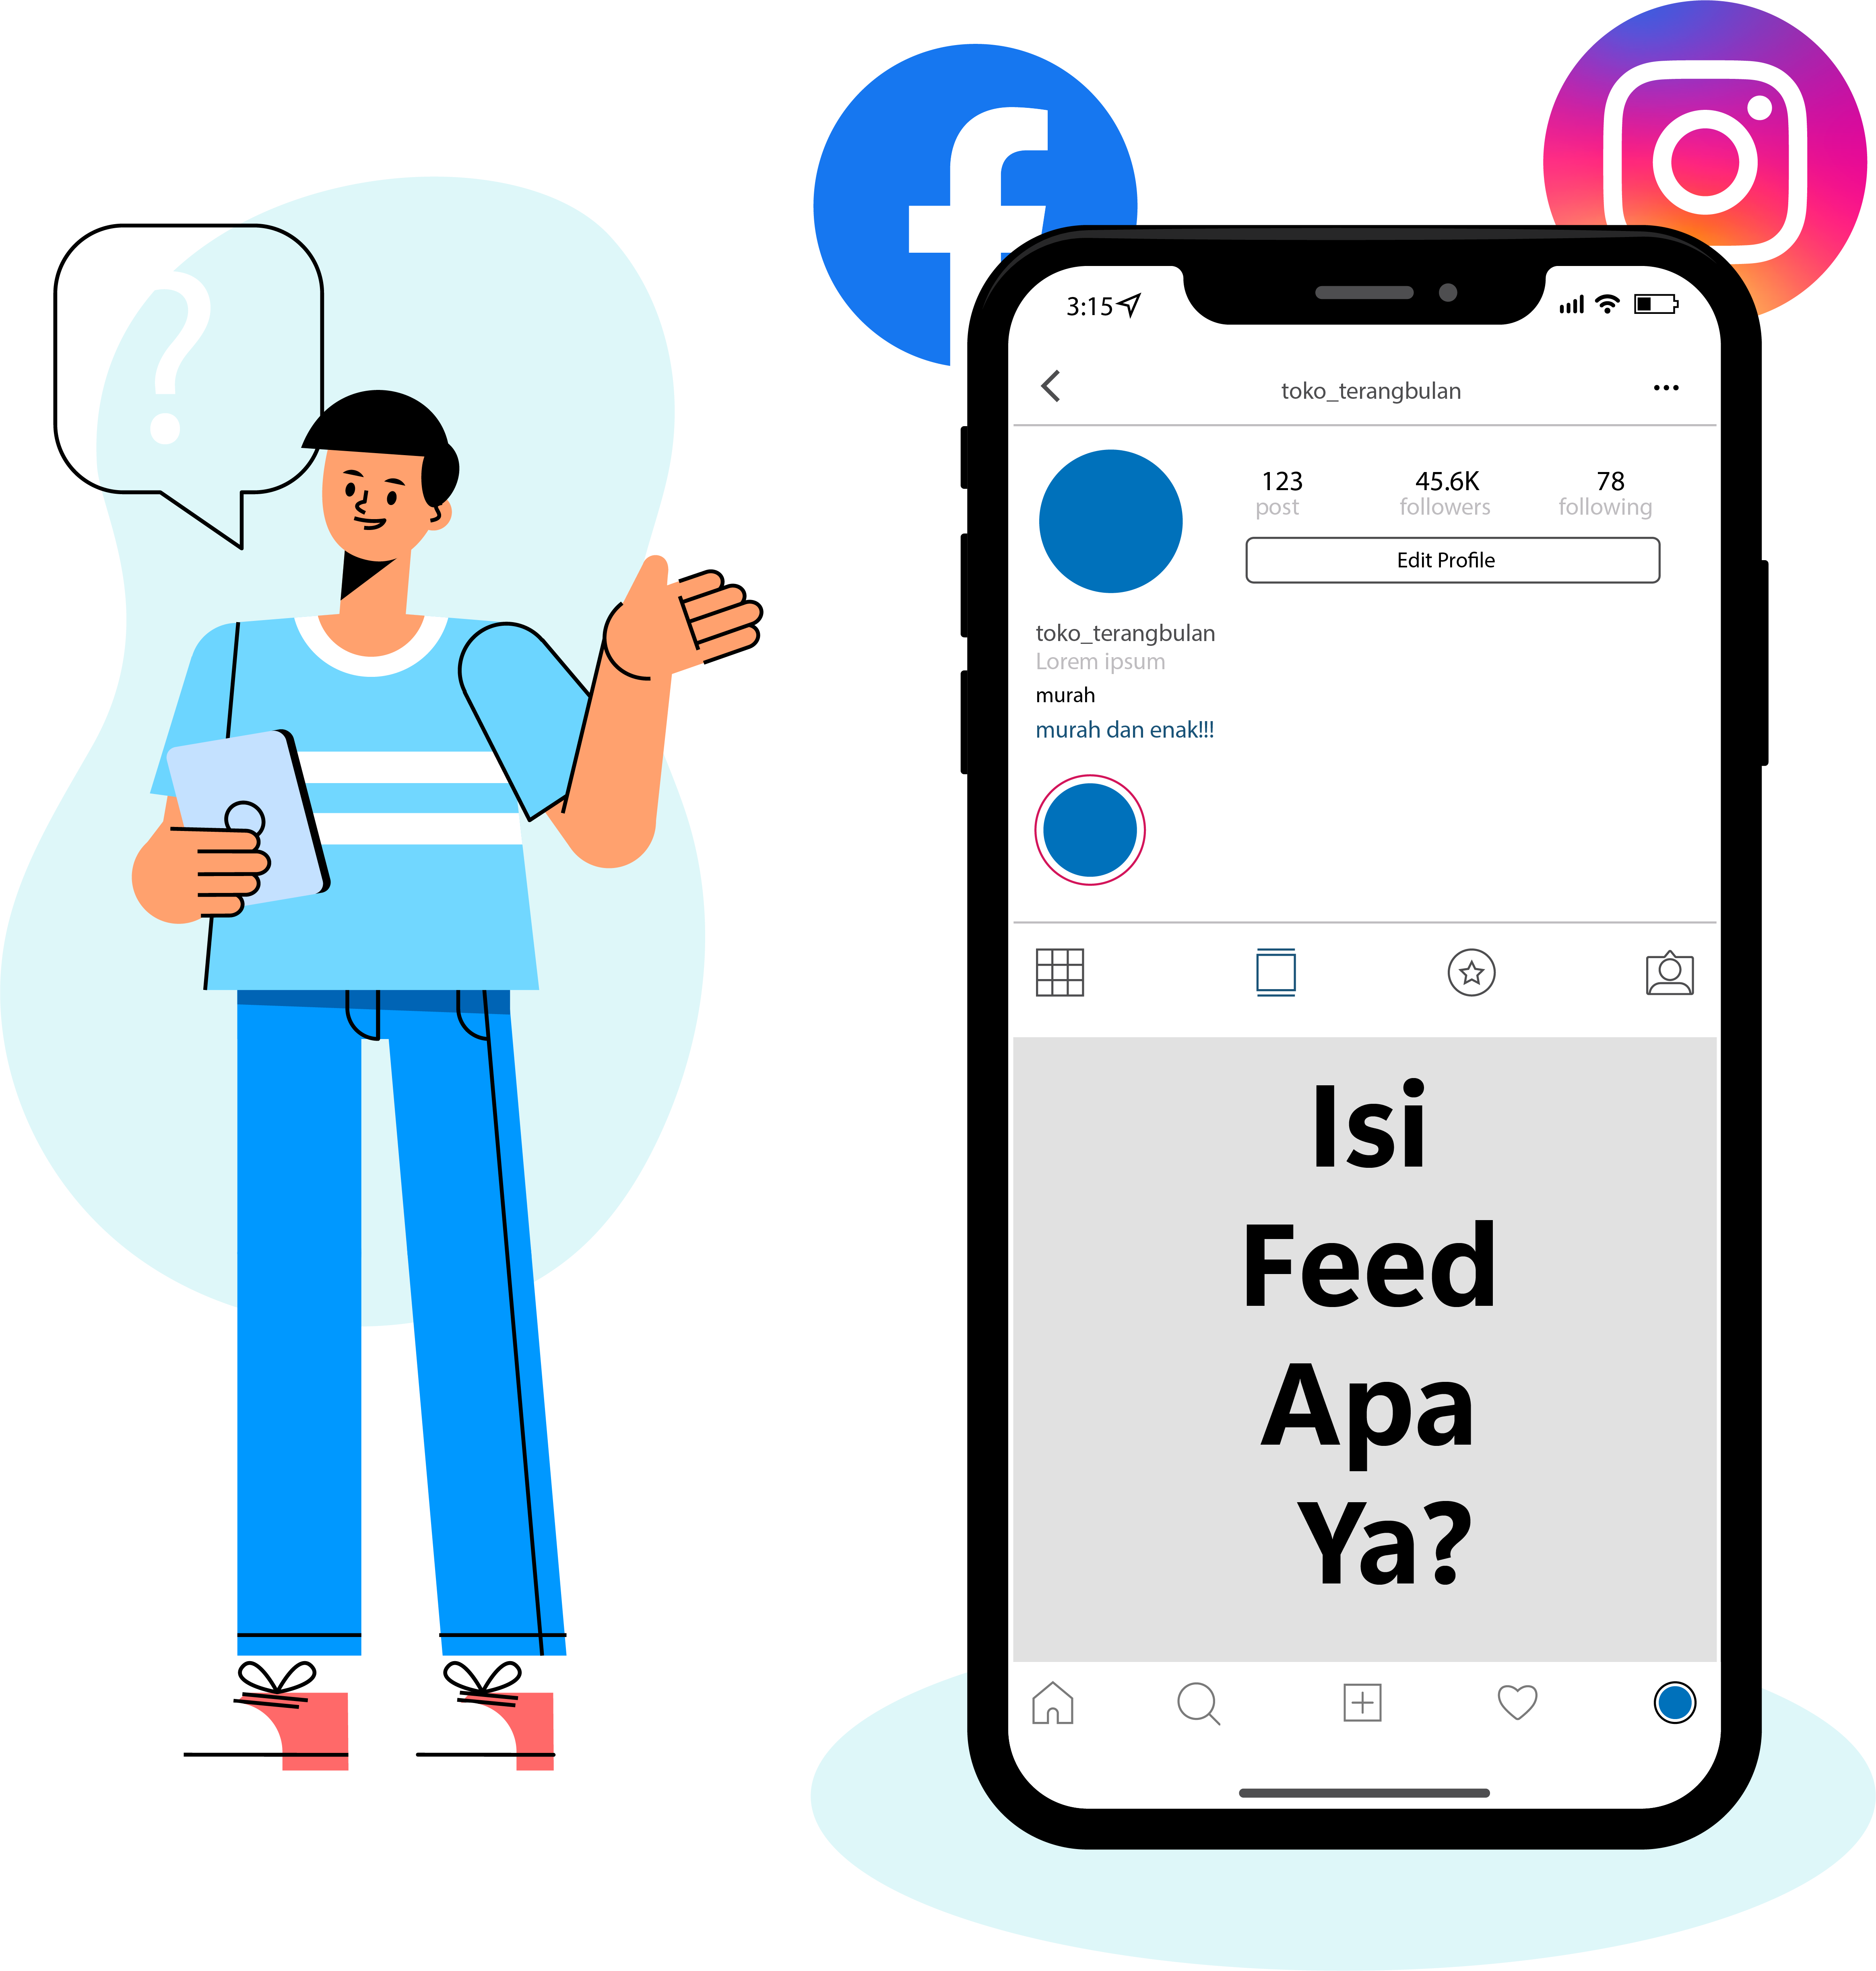 ?
3:15
toko_terangbulan
123 45.6K 78
post followers following
Edit Profile
toko_terangbulan
Lorem ipsum
murah
murah dan enak!!!
Isi
Feed
Apa
Ya?